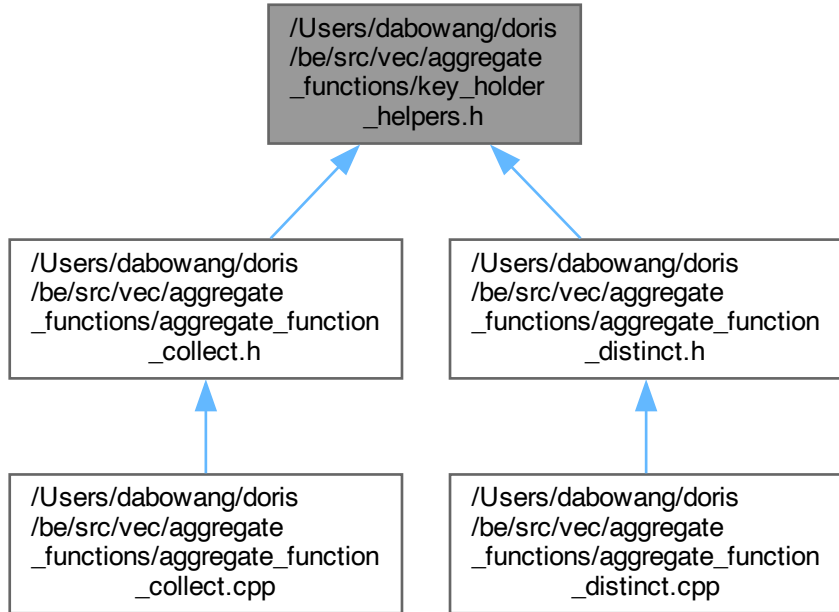 /Users/dabowang/doris
/be/src/vec/aggregate
_functions/key_holder
_helpers.h
/Users/dabowang/doris
/be/src/vec/aggregate
_functions/aggregate_function
_collect.h
/Users/dabowang/doris
/be/src/vec/aggregate
_functions/aggregate_function
_distinct.h
/Users/dabowang/doris
/be/src/vec/aggregate
_functions/aggregate_function
_collect.cpp
/Users/dabowang/doris
/be/src/vec/aggregate
_functions/aggregate_function
_distinct.cpp